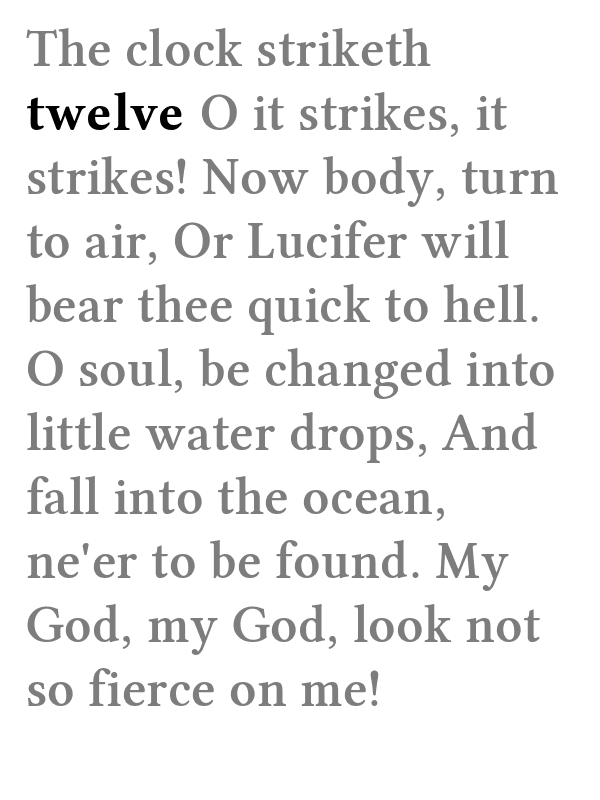 The clock striketh
twelve O it strikes, it
strikes! Now body, turn
to air, Or Lucifer will
bear thee quick to hell.
O soul, be changed into
little water drops, And
fall into the ocean,
ne'er to be found. My
God, my God, look not
so fierce on me!